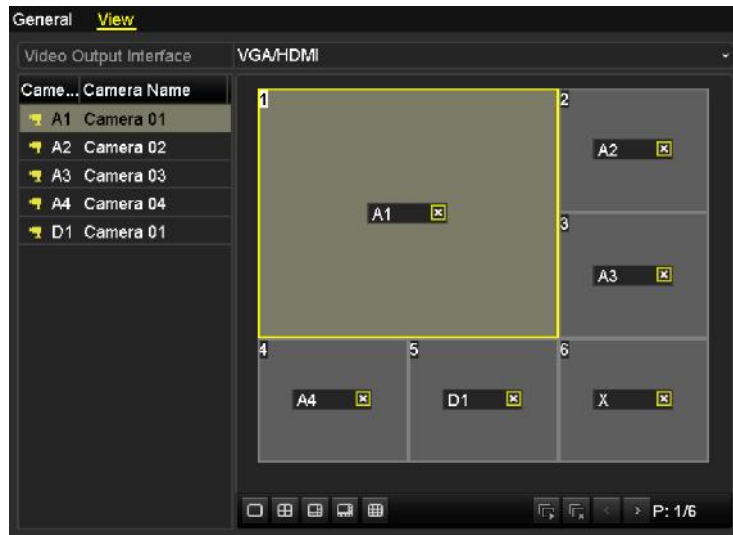 General View
Video Output Interface VGA/HDMI
Came... Camera Name
A1 Camera 01
A2 Camera 02
A3 Camera 03
A4 Camera 04
D1 Camera 01
1
A1
2
A2
3
A3
4
A4
5
D1
6
X
P: 1/6